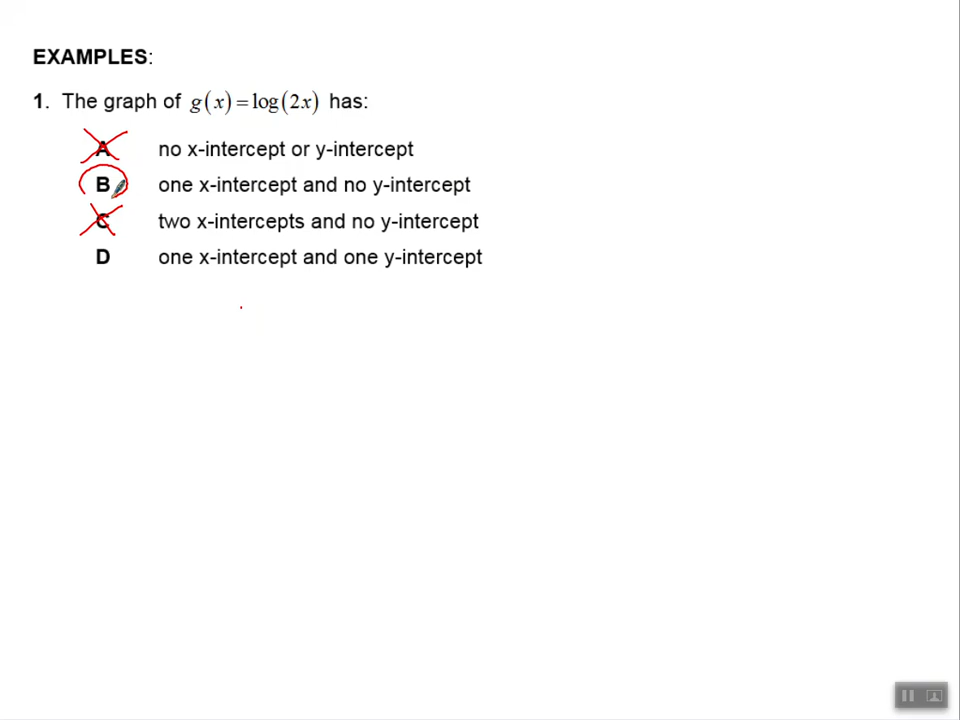 EXAMPLES:
1. The graph of g(x)=log(2x) has:
A no x-intercept or y-intercept
B one x-intercept and no y-intercept
C two x-intercepts and no y-intercept
D one x-intercept and one y-intercept